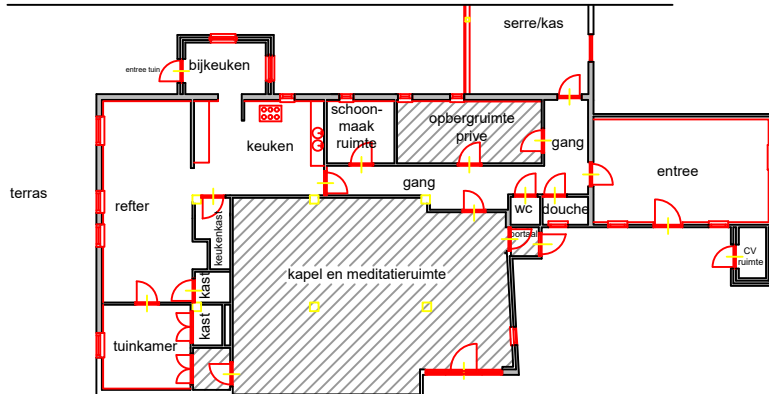 serre/kas
bijkeuken
entree tuin
schoon-
maak
ruimte
opbergruimte
prive
keuken
gang
entree
gang
terras
refter
keukenkast
wc
douche
portaal
CV
ruimte
kapel en meditatieruimte
kast
kast
tuinkamer